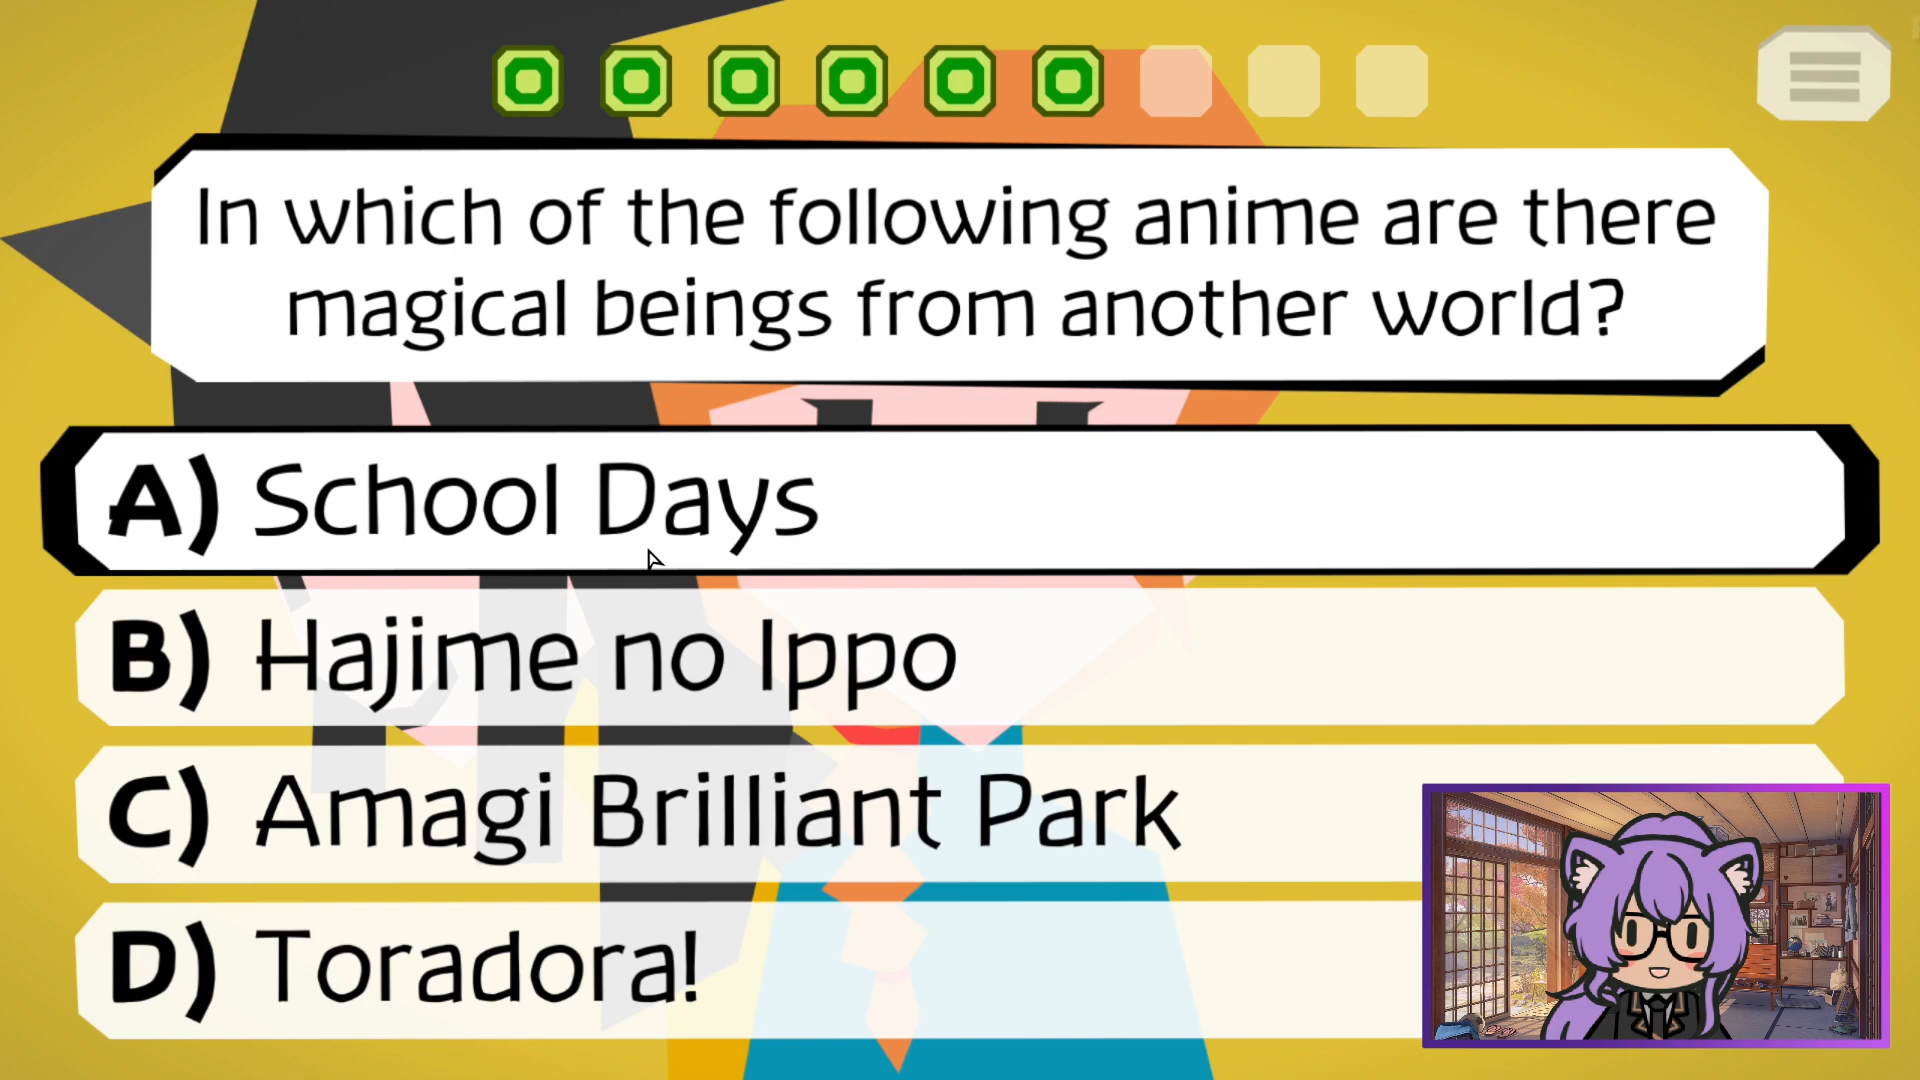 In which of the following anime are there
magical beings from another world?
A) School Days
B) Hajime no Ippo
C) Amagi Brilliant Park
D) Toradora!